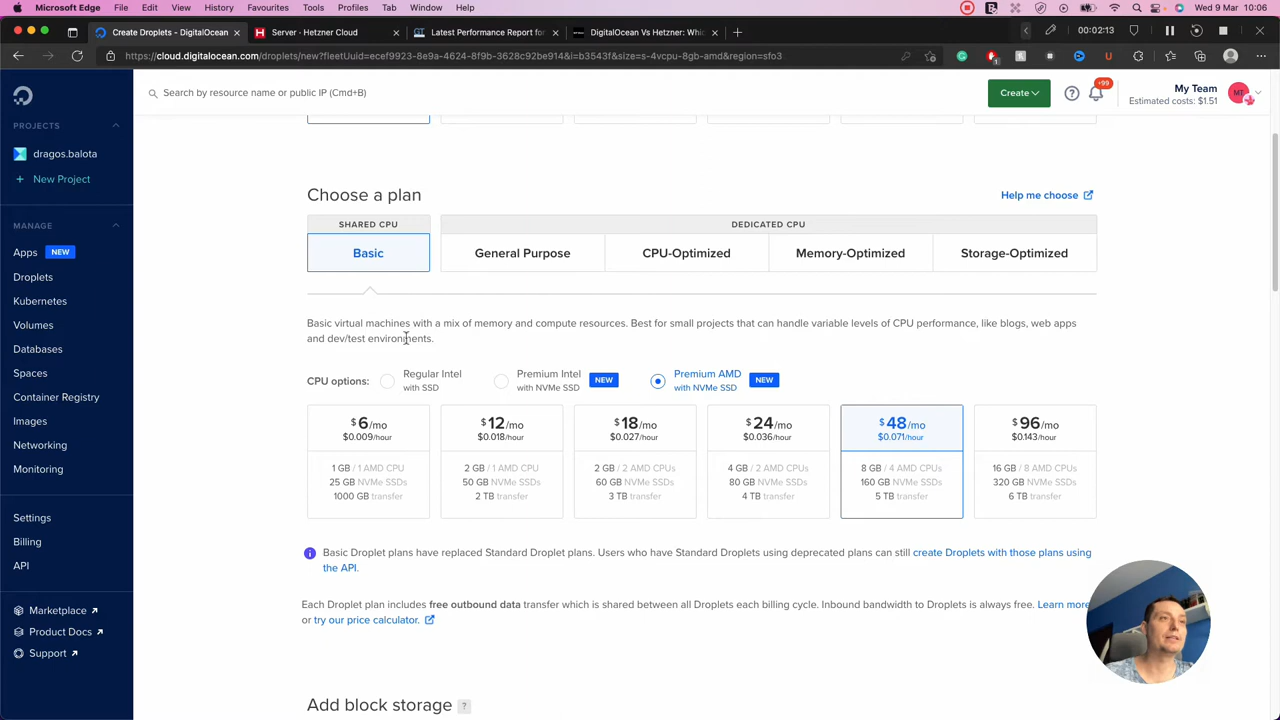 Microsoft Edge File Edit View History Favourites Tools Profiles Tab Window Help
Wed 9 Mar 10:06
Create Droplets - DigitalOcean
Server · Hetzner Cloud
Latest Performance Report for
DigitalOcean Vs Hetzner: Whic
00:02:13
https://cloud.digitalocean.com/droplets/new?fleetUuid=ecef9923-8e9a-4624-8f9b-3628c92be914&i=b3543f&size=s-4vcpu-8gb-amd&region=sfo3
Search by resource name or public IP (Cmd+B)
Create
+99
My Team
Estimated costs: $1.51
MT
PROJECTS
dragos.balota
+ New Project
MANAGE
Apps NEW
Droplets
Kubernetes
Volumes
Databases
Spaces
Container Registry
Images
Networking
Monitoring
Settings
Billing
API
Marketplace
Product Docs
Support
Choose a plan
Help me choose
SHARED CPU
DEDICATED CPU
Basic
General Purpose
CPU-Optimized
Memory-Optimized
Storage-Optimized
Basic virtual machines with a mix of memory and compute resources. Best for small projects that can handle variable levels of CPU performance, like blogs, web apps
and dev/test environments.
CPU options:
Regular Intel
with SSD
Premium Intel
with NVMe SSD
NEW
Premium AMD
with NVMe SSD
NEW
$6/mo
$0.009/hour
1 GB / 1 AMD CPU
25 GB NVMe SSDs
1000 GB transfer
$12/mo
$0.018/hour
2 GB / 1 AMD CPU
50 GB NVMe SSDs
2 TB transfer
$18/mo
$0.027/hour
2 GB / 2 AMD CPUs
60 GB NVMe SSDs
3 TB transfer
$24/mo
$0.036/hour
4 GB / 2 AMD CPUs
80 GB NVMe SSDs
4 TB transfer
$48/mo
$0.071/hour
8 GB / 4 AMD CPUs
160 GB NVMe SSDs
5 TB transfer
$96/mo
$0.143/hour
16 GB / 8 AMD CPUs
320 GB NVMe SSDs
6 TB transfer
Basic Droplet plans have replaced Standard Droplet plans. Users who have Standard Droplets using deprecated plans can still create Droplets with those plans using
the API.
Each Droplet plan includes free outbound data transfer which is shared between all Droplets each billing cycle. Inbound bandwidth to Droplets is always free. Learn more
or try our price calculator.
Add block storage ?